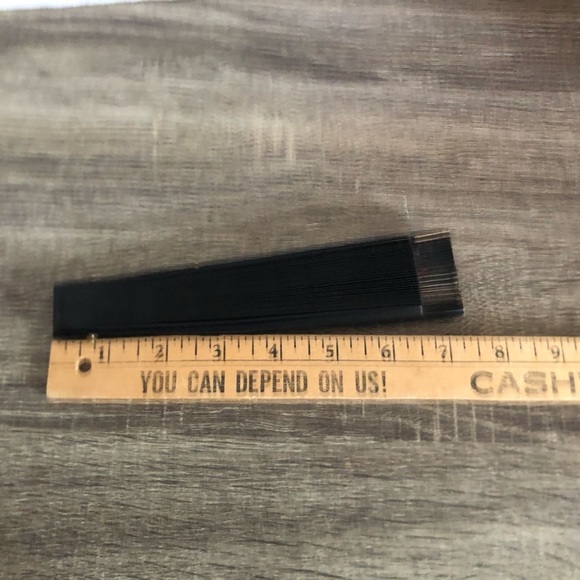 1 2 3 4 5 6 7 8 9
YOU CAN DEPEND ON US! CASH